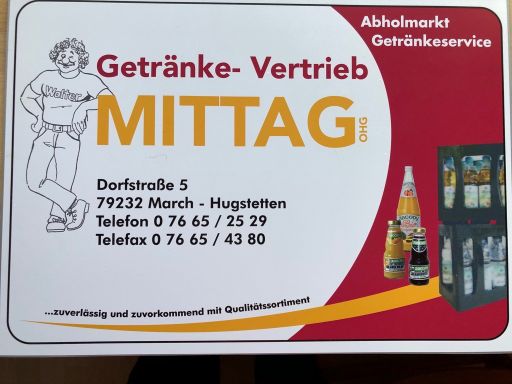 Abholmarkt
Getränkeservice
Walter
Getränke- Vertrieb
MITTAG OHG
Dorfstraße 5
79232 March - Hugstetten
Telefon 0 76 65 / 25 29
Telefax 0 76 65 / 43 80
...zuverlässig und zuvorkommend mit Qualitätssortiment